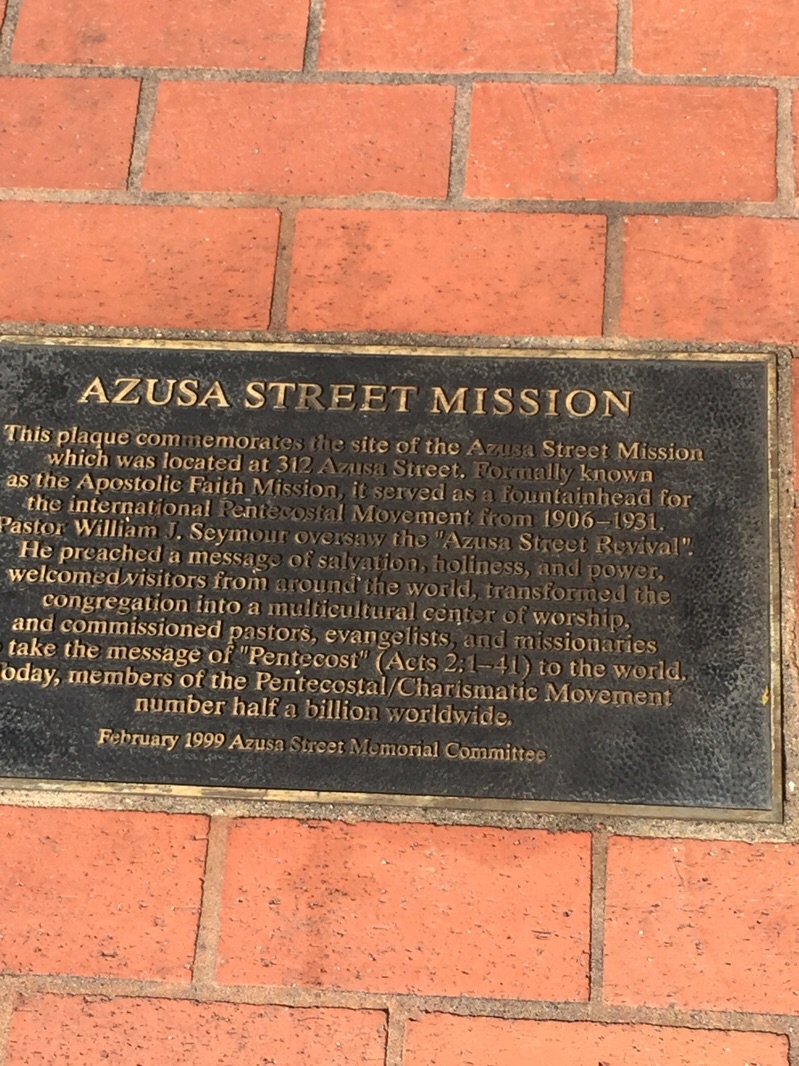 AZUSA STREET MISSION
This plaque commemorates the site of the Azusa Street Mission
which was located at 312 Azusa Street. Formally known
as the Apostolic Faith Mission, it served as a fountainhead for
the international Pentecostal Movement from 1906–1931.
Pastor William J. Seymour oversaw the "Azusa Street Revival".
He preached a message of salvation, holiness, and power,
welcomed visitors from around the world, transformed the
congregation into a multicultural center of worship,
and commissioned pastors, evangelists, and missionaries
take the message of "Pentecost" (Acts 2:1–41) to the world.
Today, members of the Pentecostal/Charismatic Movement
number half a billion worldwide.
February 1999 Azusa Street Memorial Committee